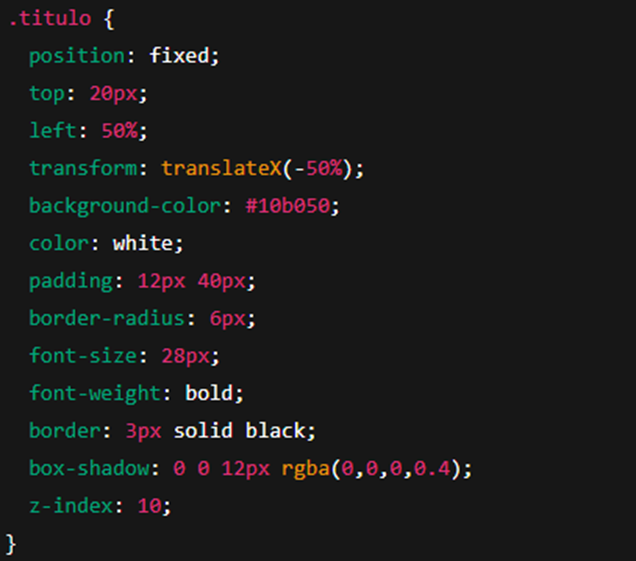 .titulo {
position: fixed;
top: 20px;
left: 50%;
transform: translateX(-50%);
background-color: #10b050;
color: white;
padding: 12px 40px;
border-radius: 6px;
font-size: 28px;
font-weight: bold;
border: 3px solid black;
box-shadow: 0 0 12px rgba(0,0,0,0.4);
z-index: 10;
}